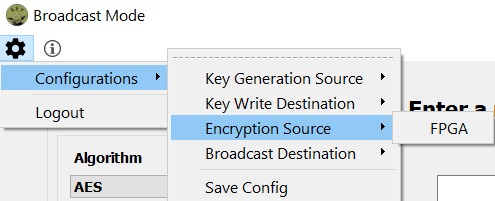 Broadcast Mode
Configurations
Logout
Key Generation Source
Key Write Destination
Encryption Source
Broadcast Destination
Save Config
FPGA
Enter a
Algorithm
AES